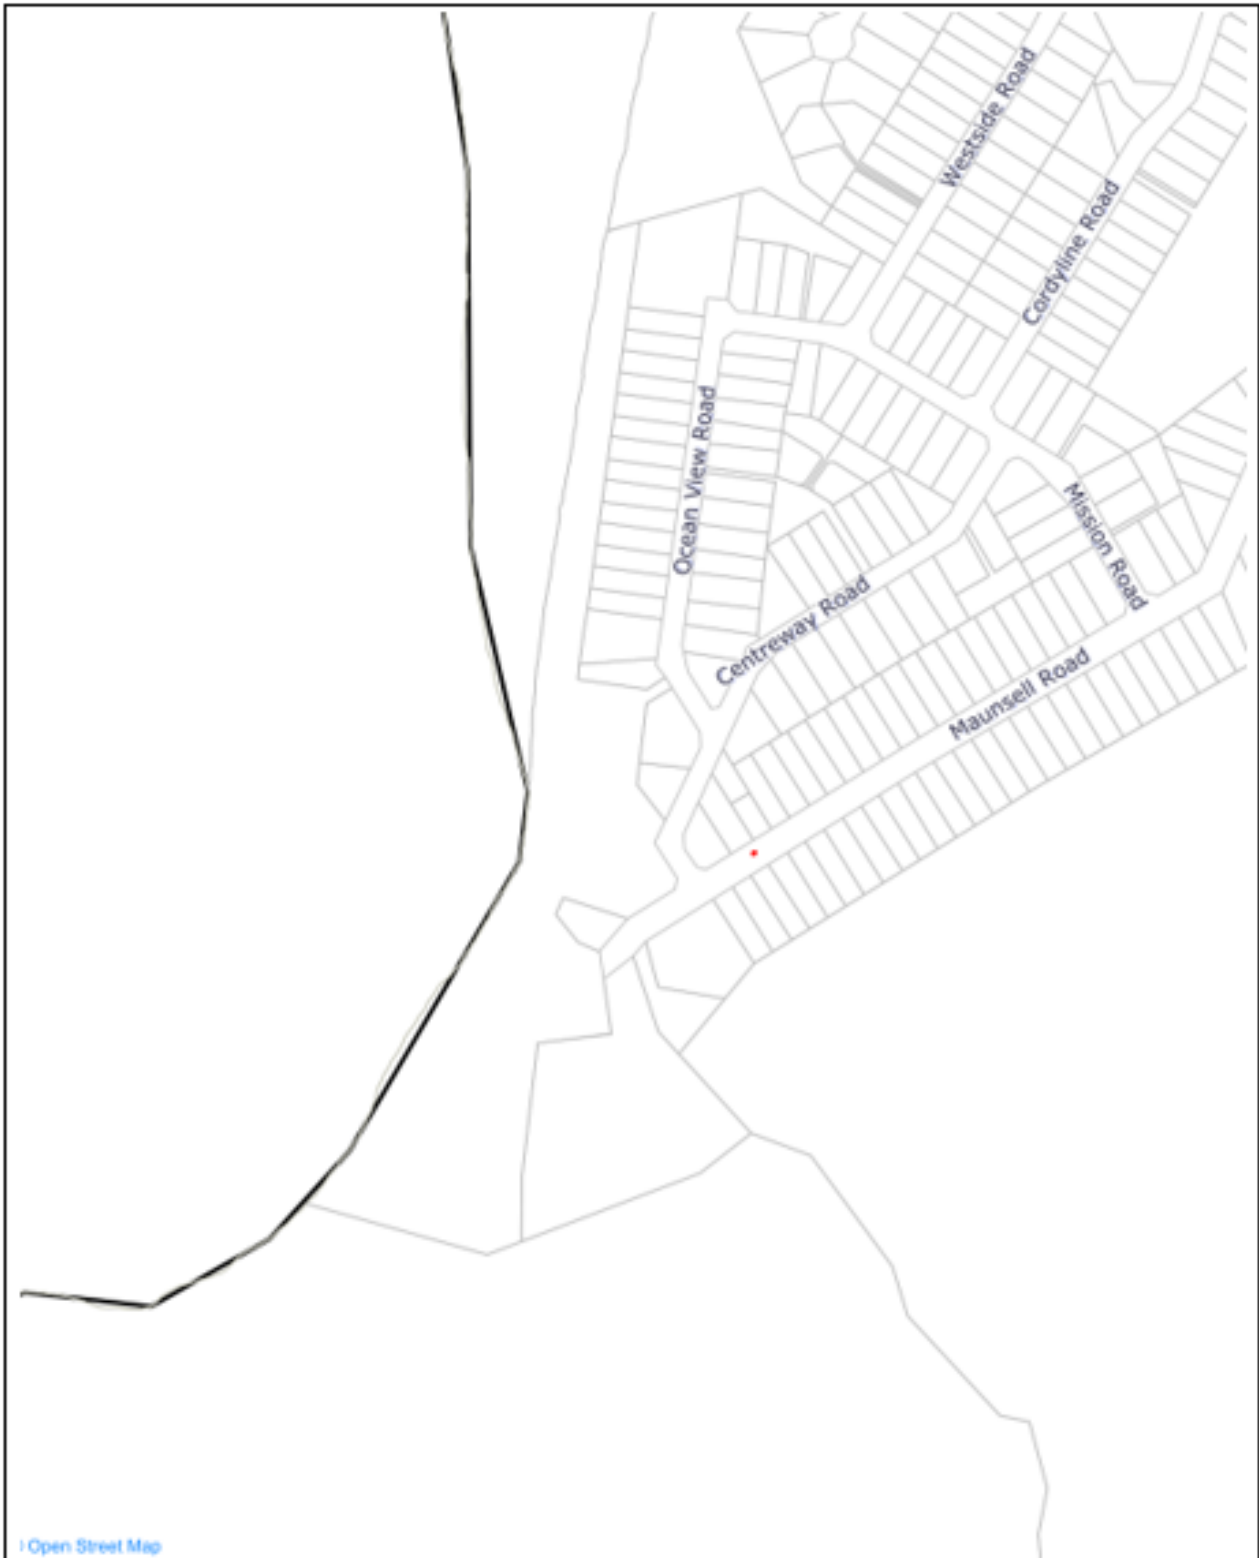 Westside Road
Cordyline Road
Ocean View Road
Mission Road
Centreway Road
Maunsell Road
Open Street Map